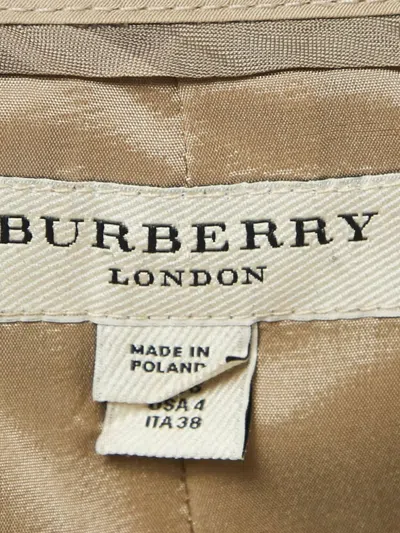 BURBERRY
LONDON
MADE IN
POLAND
USA 4
ITA 38